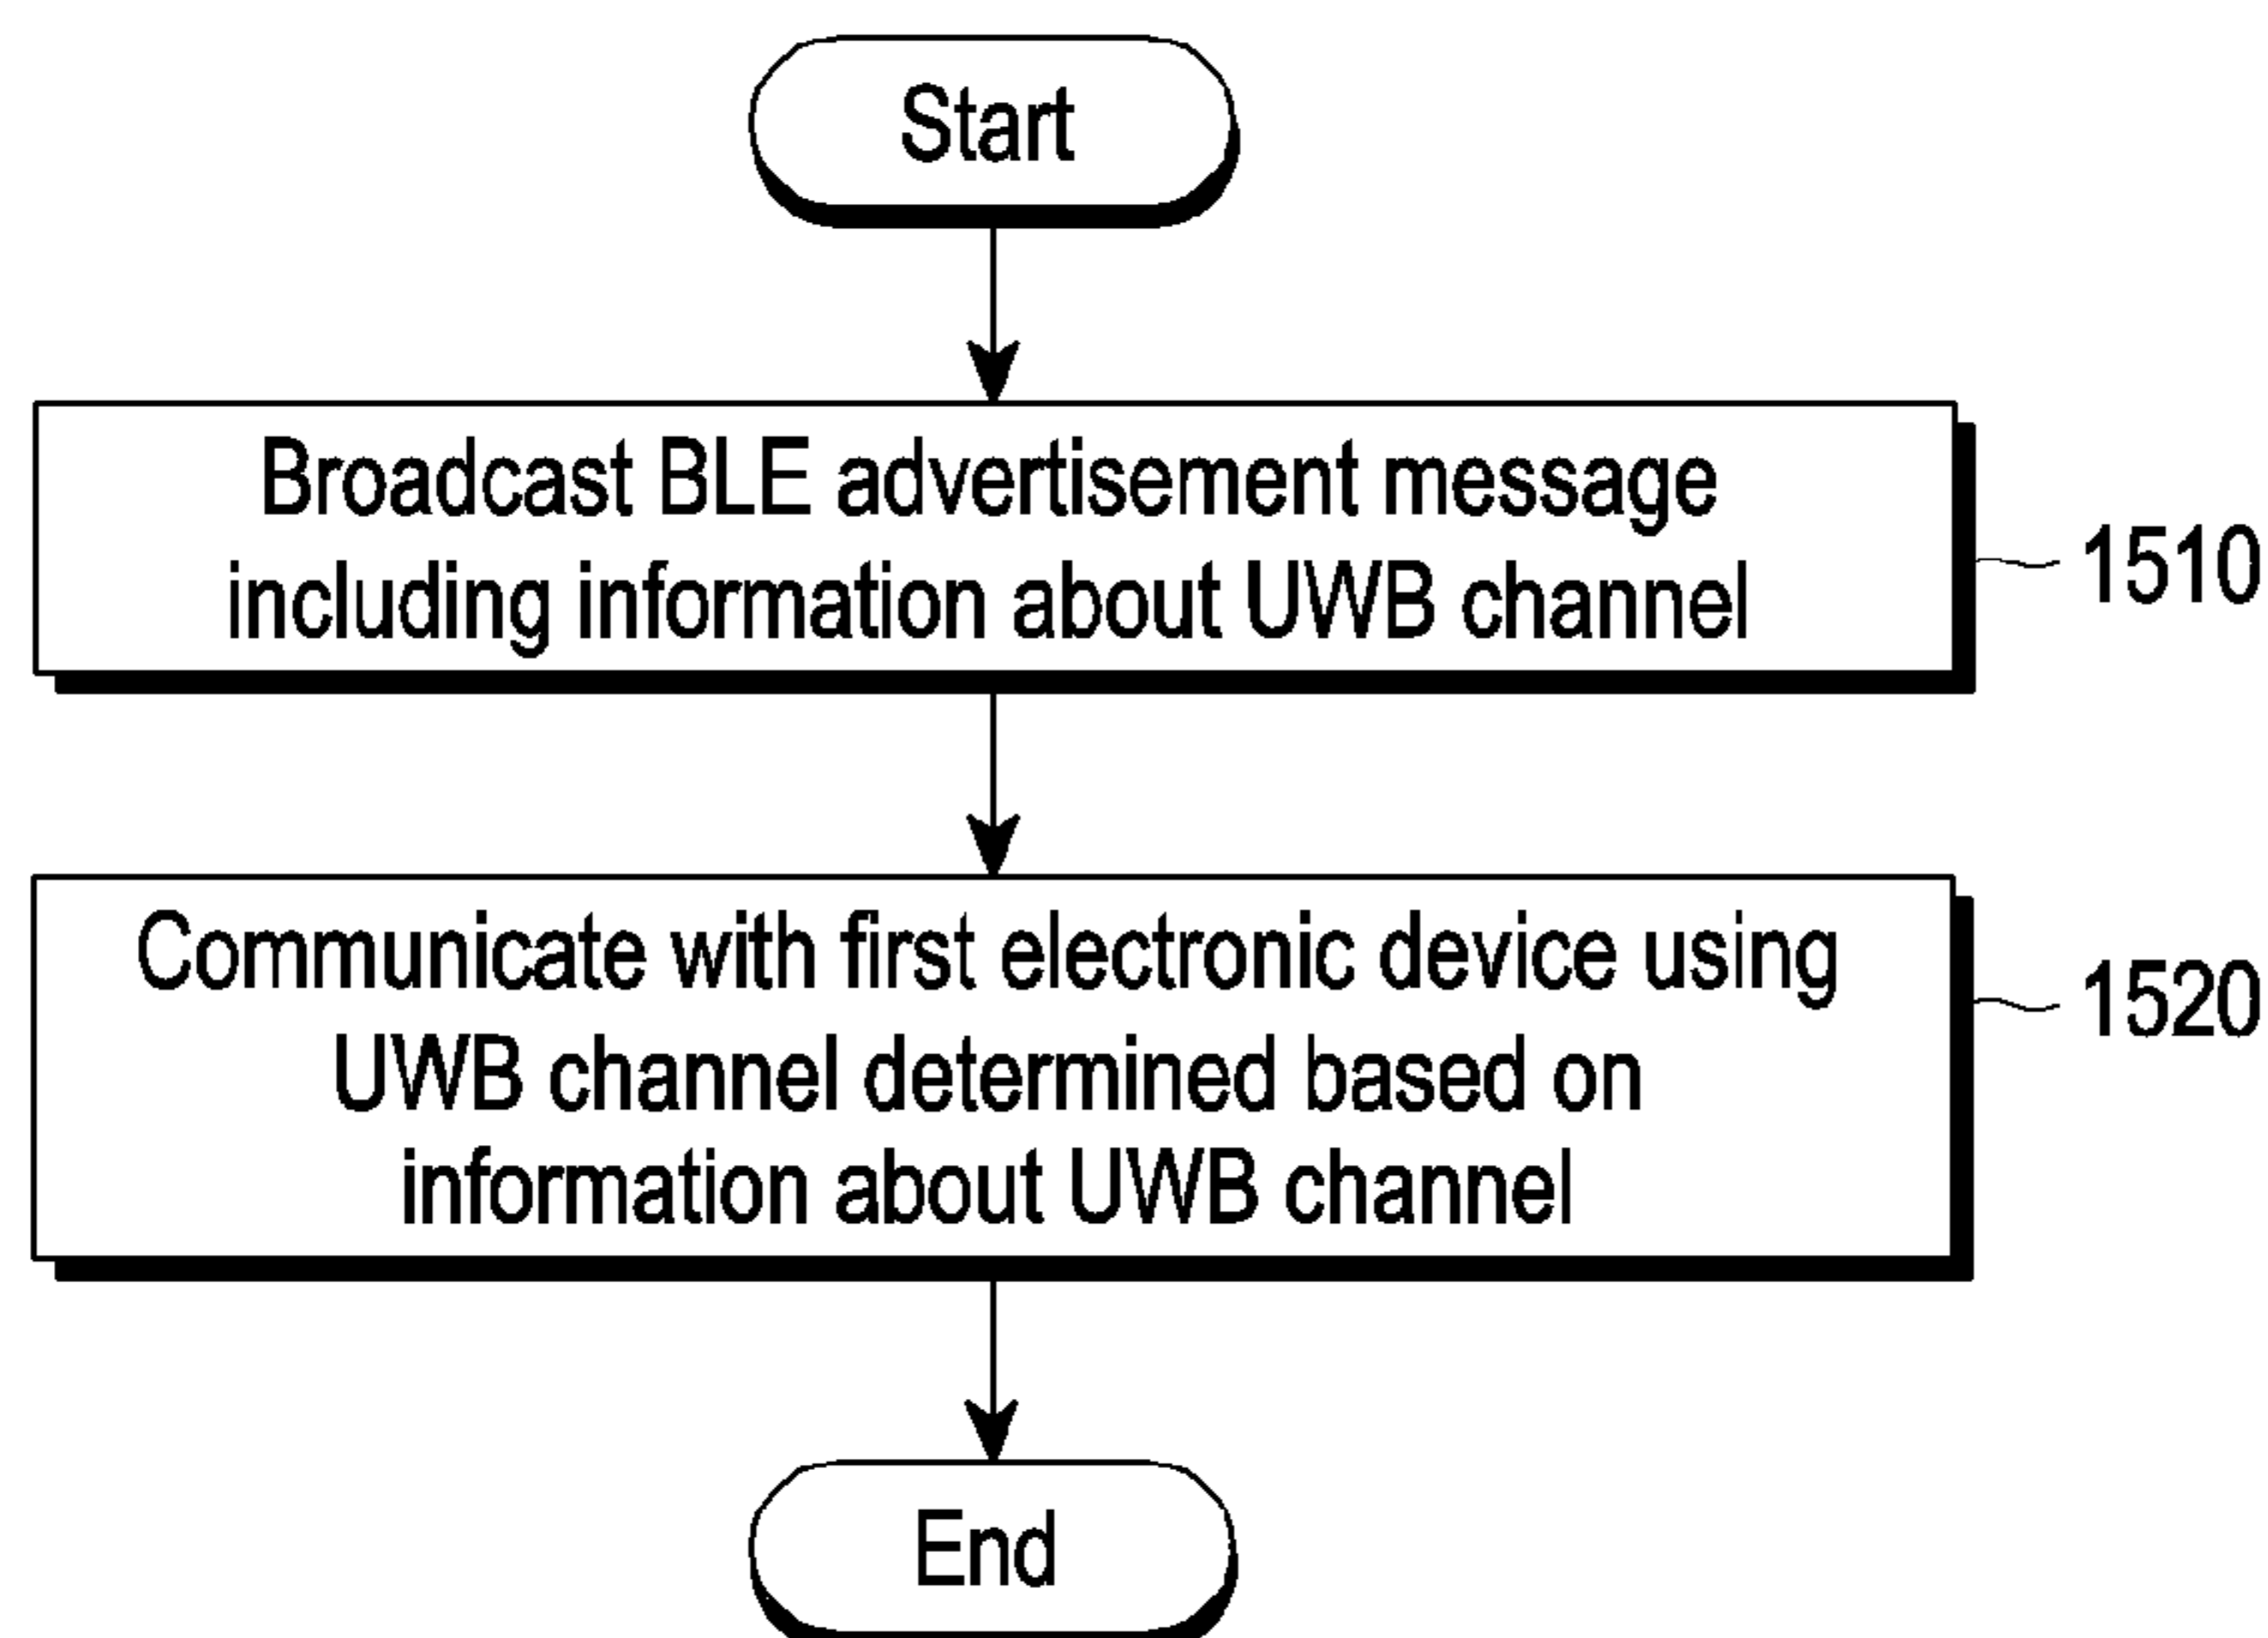 Start
Broadcast BLE advertisement message
including information about UWB channel
1510
Communicate with first electronic device using
UWB channel determined based on
information about UWB channel
1520
End